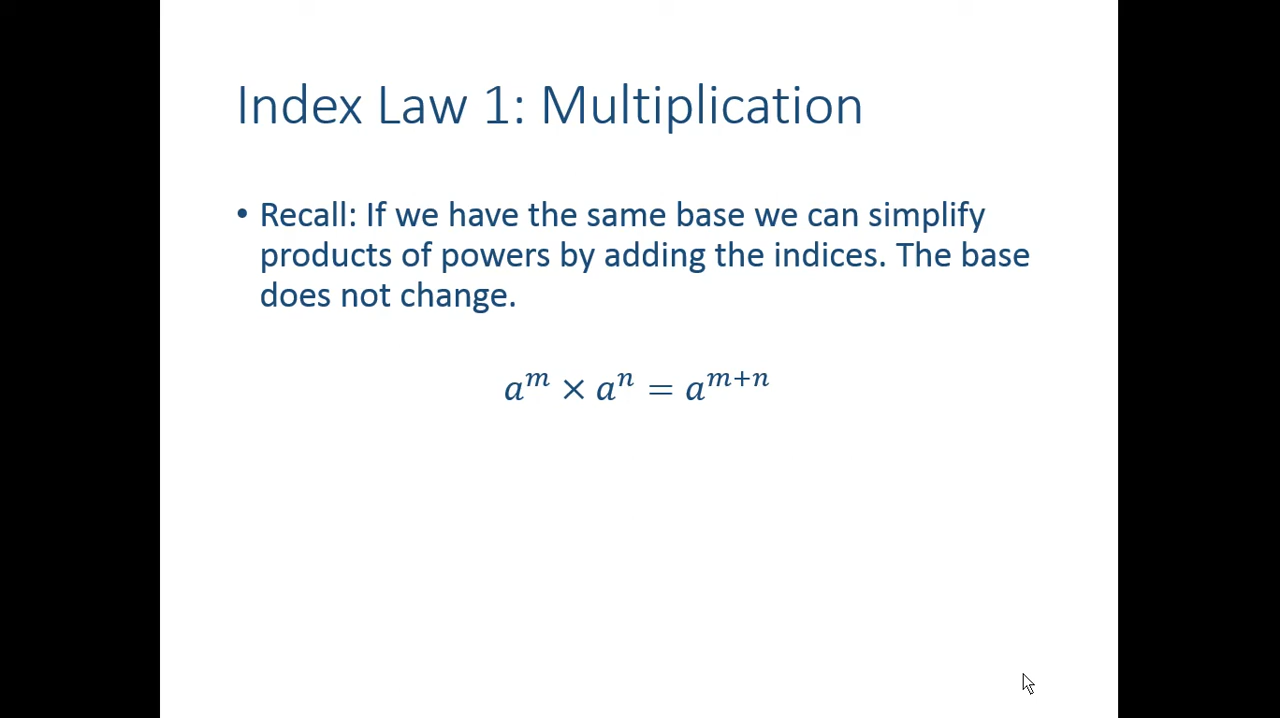 Index Law 1: Multiplication
• Recall: If we have the same base we can simplify
products of powers by adding the indices. The base
does not change.
𝑎^𝑚 × 𝑎^𝑛 = 𝑎^{𝑚+𝑛}